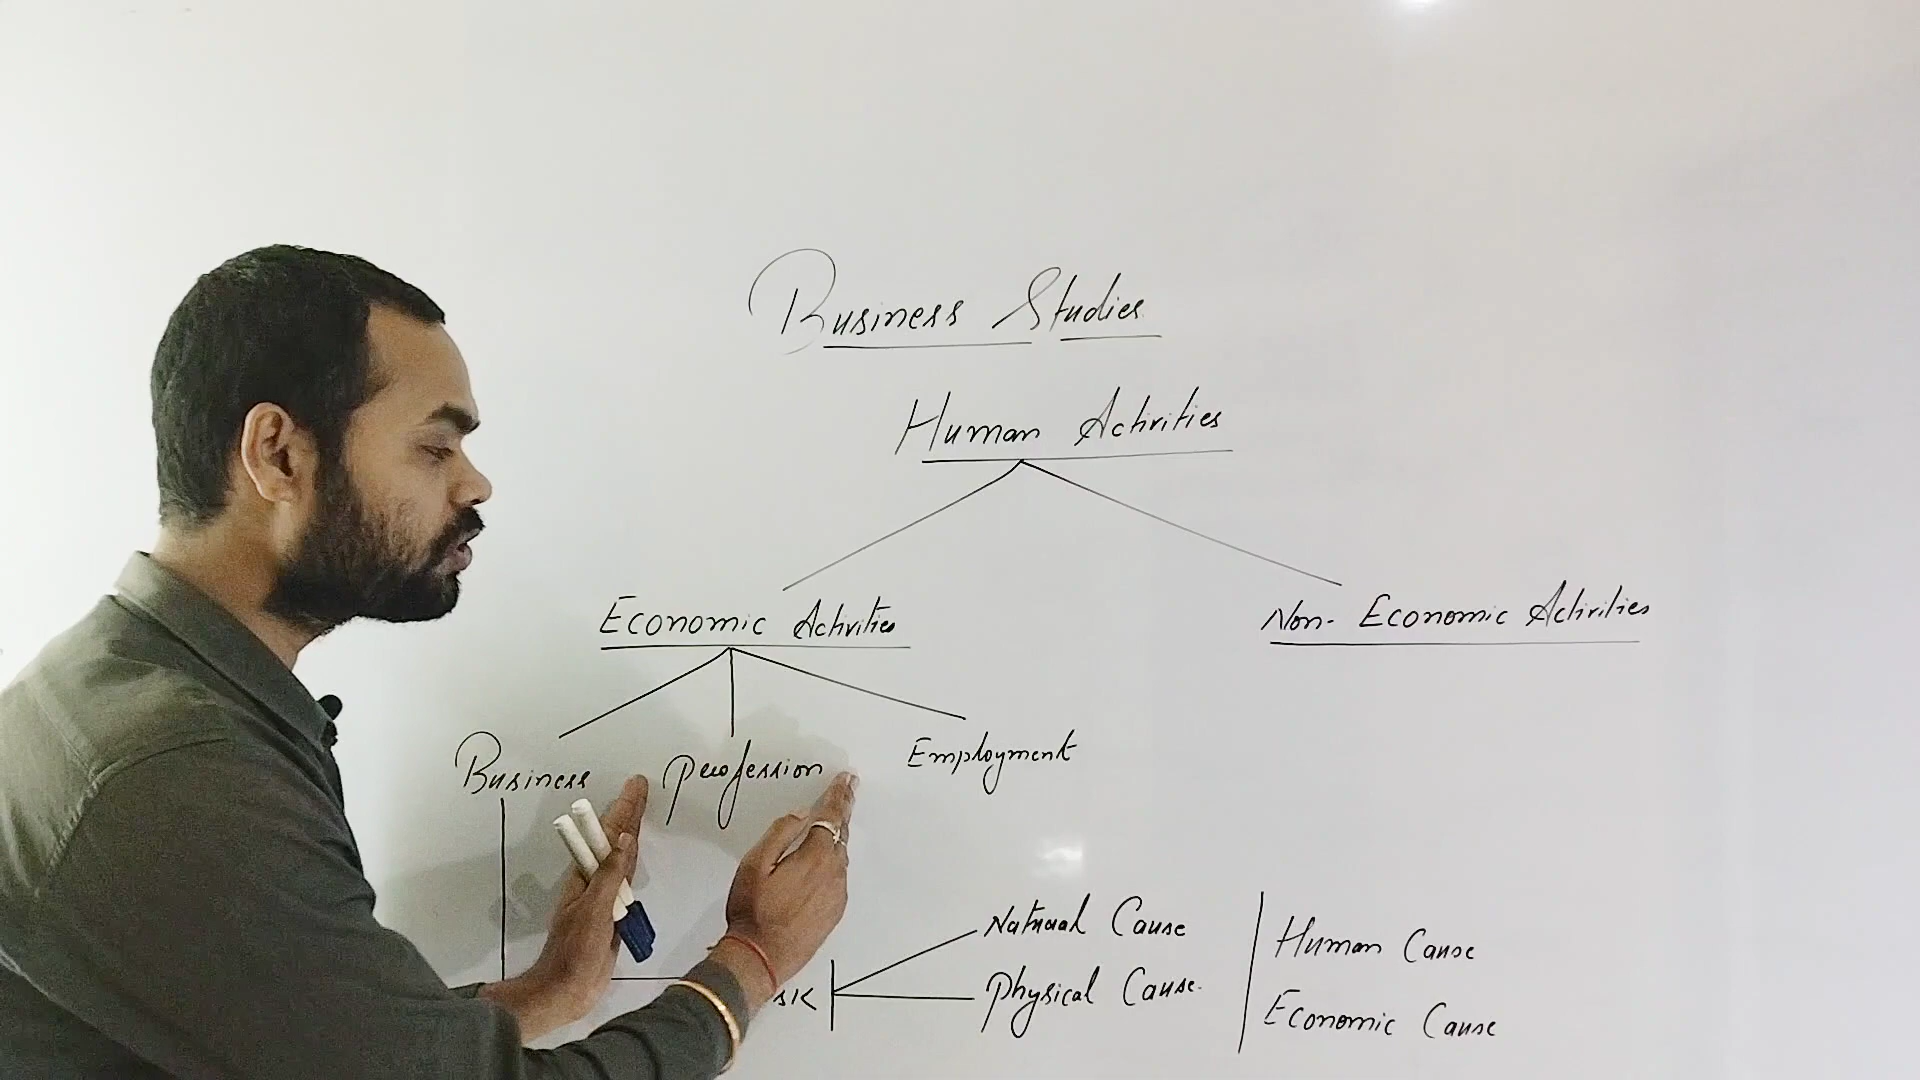 Business Studies
Human Activities
Economic Activities
Non-Economic Activities
Business
Profession
Employment
Natural Cause
Physical Cause.
Human Cause
Economic Cause